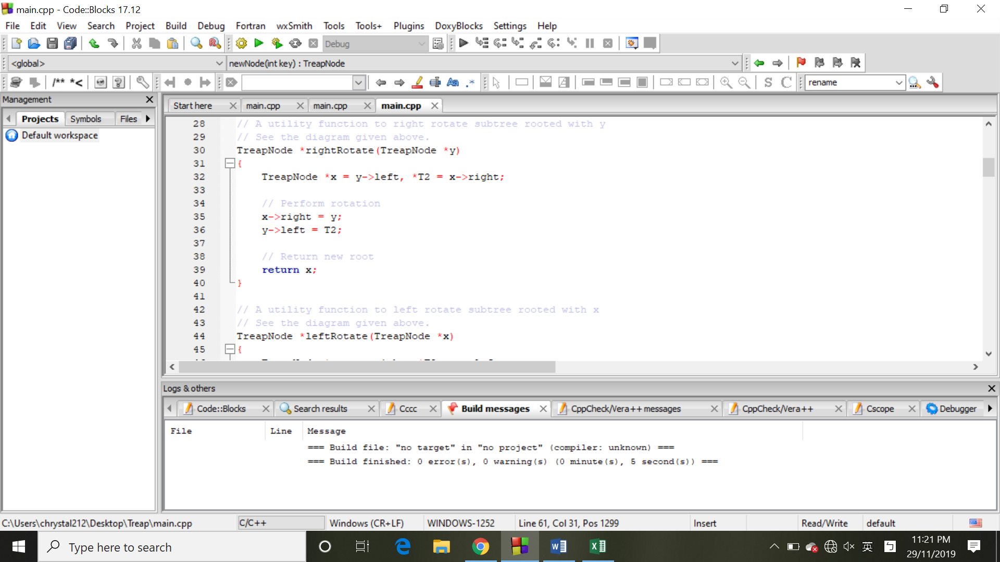 main.cpp - Code::Blocks 17.12
File Edit View Search Project Build Debug Fortran wxSmith Tools Tools+ Plugins DoxyBlocks Settings Help
Debug
<global> newNode(int key) : TreapNode
/** *< Aa .* S C rename
Management
Projects Symbols Files
Default workspace
Start here main.cpp main.cpp main.cpp
28 // A utility function to right rotate subtree rooted with y
29 // See the diagram given above.
30 TreapNode *rightRotate(TreapNode *y)
31 {
32 TreapNode *x = y->left, *T2 = x->right;
33
34 // Perform rotation
35 x->right = y;
36 y->left = T2;
37
38 // Return new root
39 return x;
40 }
41
42 // A utility function to left rotate subtree rooted with x
43 // See the diagram given above.
44 TreapNode *leftRotate(TreapNode *x)
45 {
Logs & others
Code::Blocks Search results Cccc Build messages CppCheck/Vera++ messages CppCheck/Vera++ Cscope Debugger
File Line Message
=== Build file: "no target" in "no project" (compiler: unknown) ===
=== Build finished: 0 error(s), 0 warning(s) (0 minute(s), 5 second(s)) ===
C:\Users\chrystal212\Desktop\Treap\main.cpp C/C++ Windows (CR+LF) WINDOWS-1252 Line 61, Col 31, Pos 1299 Insert Read/Write default
Type here to search
英
11:21 PM
29/11/2019